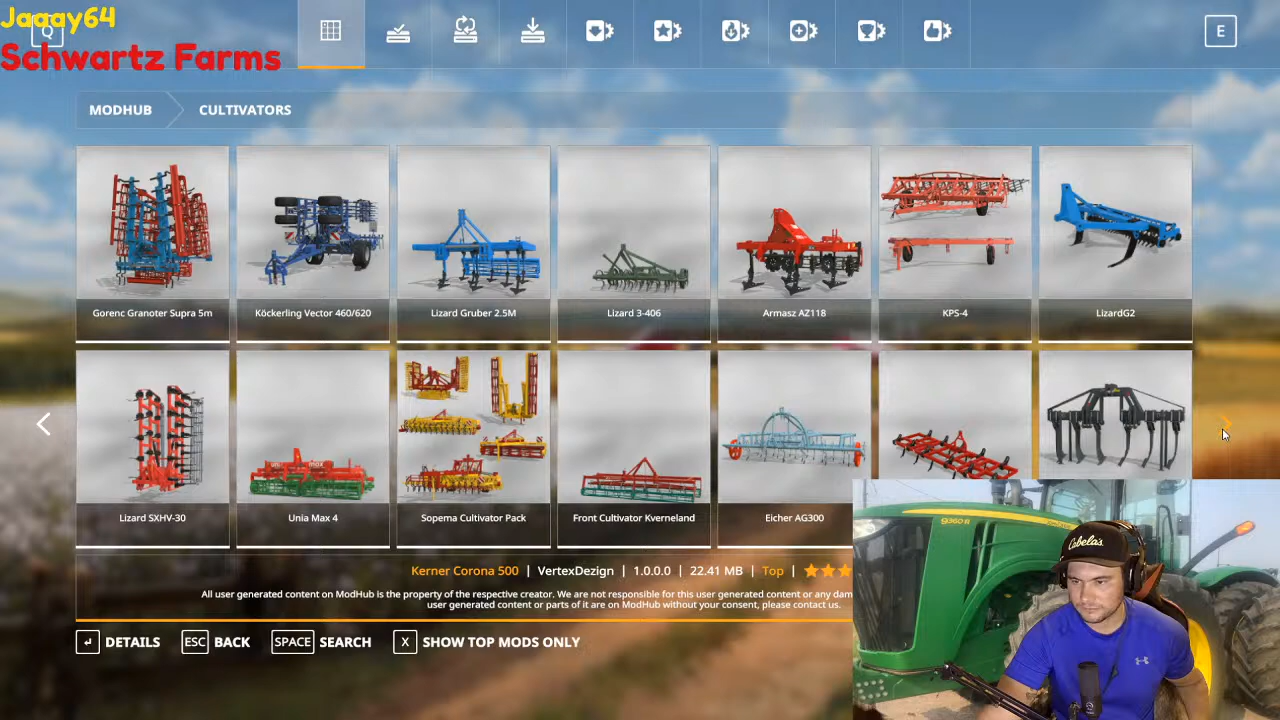 Jaaay64
Q
E
Schwartz Farms
MODHUB CULTIVATORS
Gorenc Granoter Supra 5m
Köckerling Vector 460/620
Lizard Gruber 2.5M
Lizard 3-406
Armasz AZ118
KPS-4
LizardG2
Lizard SXHV-30
Unia Max 4
Sopema Cultivator Pack
Front Cultivator Kverneland
Eicher AG300
Kerner Corona 500 | VertexDezign | 1.0.0.0 | 22.41 MB | Top |
All user generated content on ModHub is the property of the respective creator. We are not responsible for this user generated content or any dam
user generated content or parts of it are on ModHub without your consent, please contact us.
DETAILS ESC BACK SPACE SEARCH X SHOW TOP MODS ONLY
9360R
Cabela's